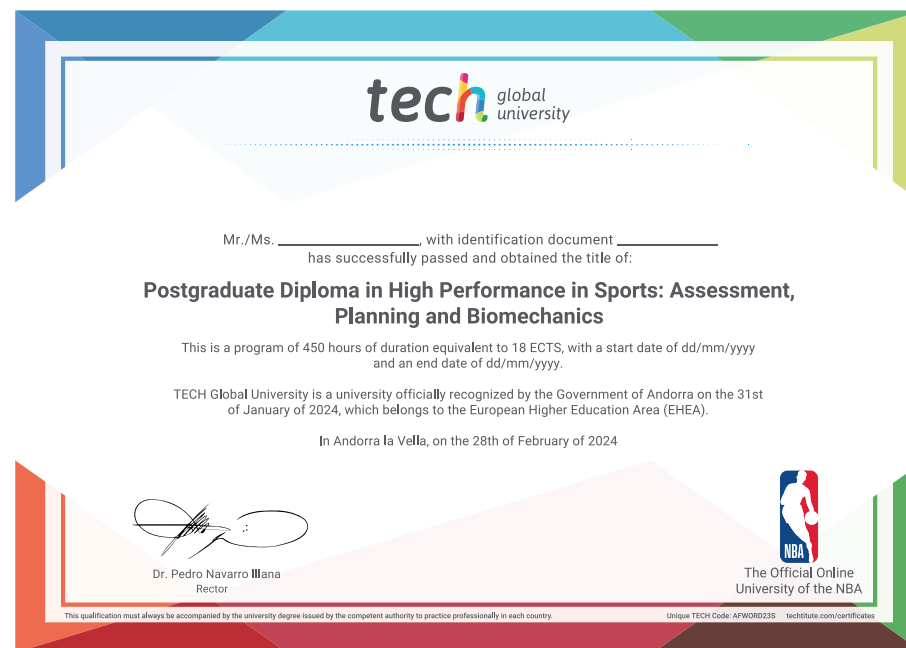 tech global university
Mr./Ms. ____________________, with identification document ______________
has successfully passed and obtained the title of:
Postgraduate Diploma in High Performance in Sports: Assessment,
Planning and Biomechanics
This is a program of 450 hours of duration equivalent to 18 ECTS, with a start date of dd/mm/yyyy
and an end date of dd/mm/yyyy.
TECH Global University is a university officially recognized by the Government of Andorra on the 31st
of January of 2024, which belongs to the European Higher Education Area (EHEA).
In Andorra la Vella, on the 28th of February of 2024
Dr. Pedro Navarro Illana
Rector
NBA
The Official Online
University of the NBA
This qualification must always be accompanied by the university degree issued by the competent authority to practice professionally in each country.
Unique TECH Code: AFWORD23S techtitute.com/certificates